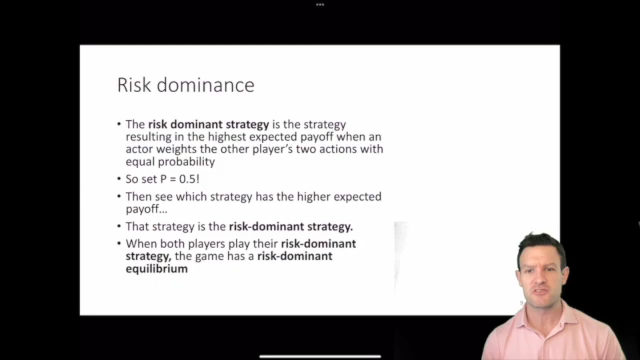 Risk dominance
• The risk dominant strategy is the strategy
resulting in the highest expected payoff when an
actor weights the other player's two actions with
equal probability
• So set P = 0.5!
• Then see which strategy has the higher expected
payoff…
• That strategy is the risk-dominant strategy.
• When both players play their risk-dominant
strategy, the game has a risk-dominant
equilibrium